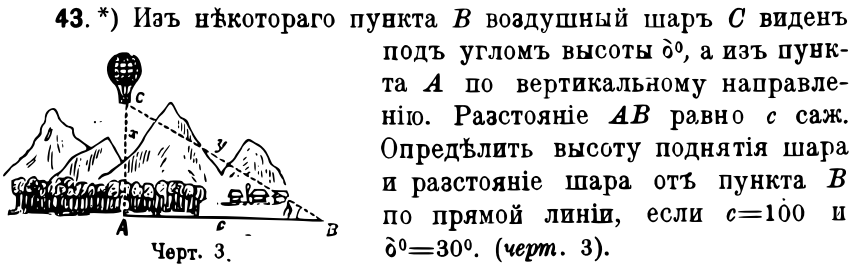 43. *) Изъ нѣкотораго пункта B воздушный шаръ C виденъ
подъ угломъ высоты δ⁰, а изъ пунк-
та A по вертикальному направле-
нію. Разстояніе AB равно c саж.
Опредѣлить высоту поднятія шара
и разстояніе шара отъ пункта B
по прямой линіи, если c=100 и
δ⁰=30⁰. (черт. 3).
C
x
y
A
c
B
Черт. 3.